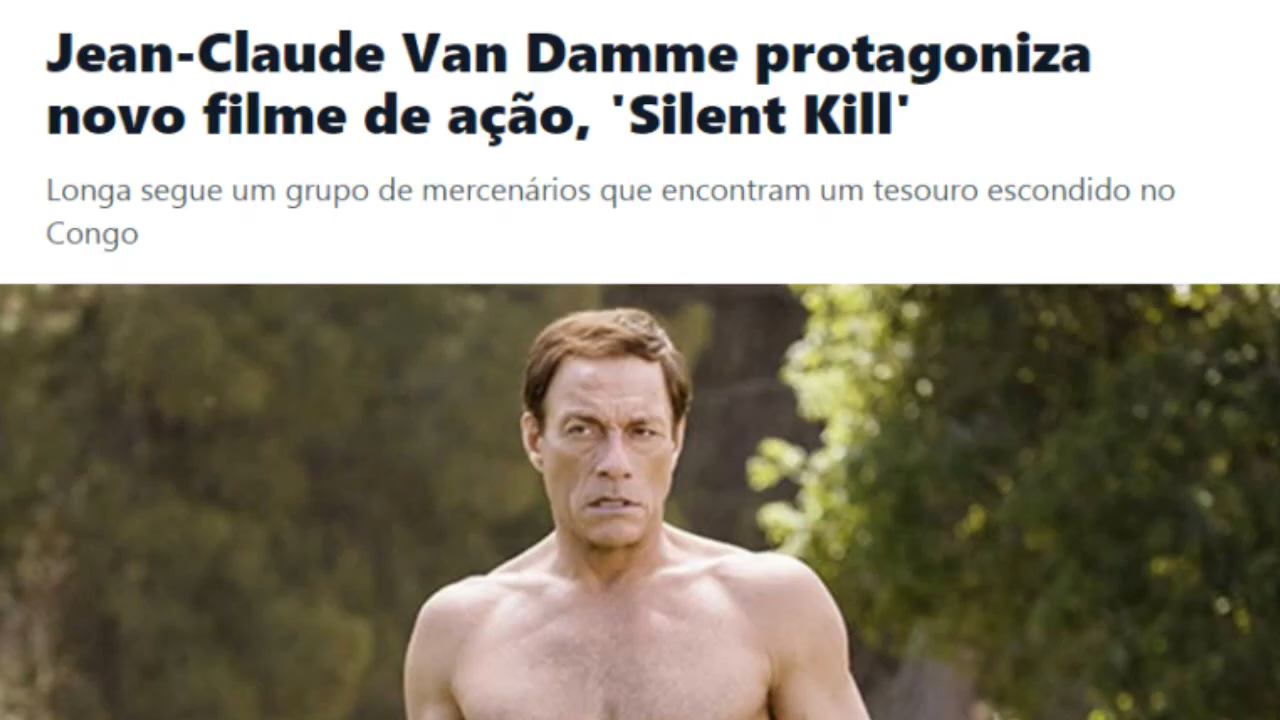 Jean-Claude Van Damme protagoniza
novo filme de ação, 'Silent Kill'
Longa segue um grupo de mercenários que encontram um tesouro escondido no
Congo